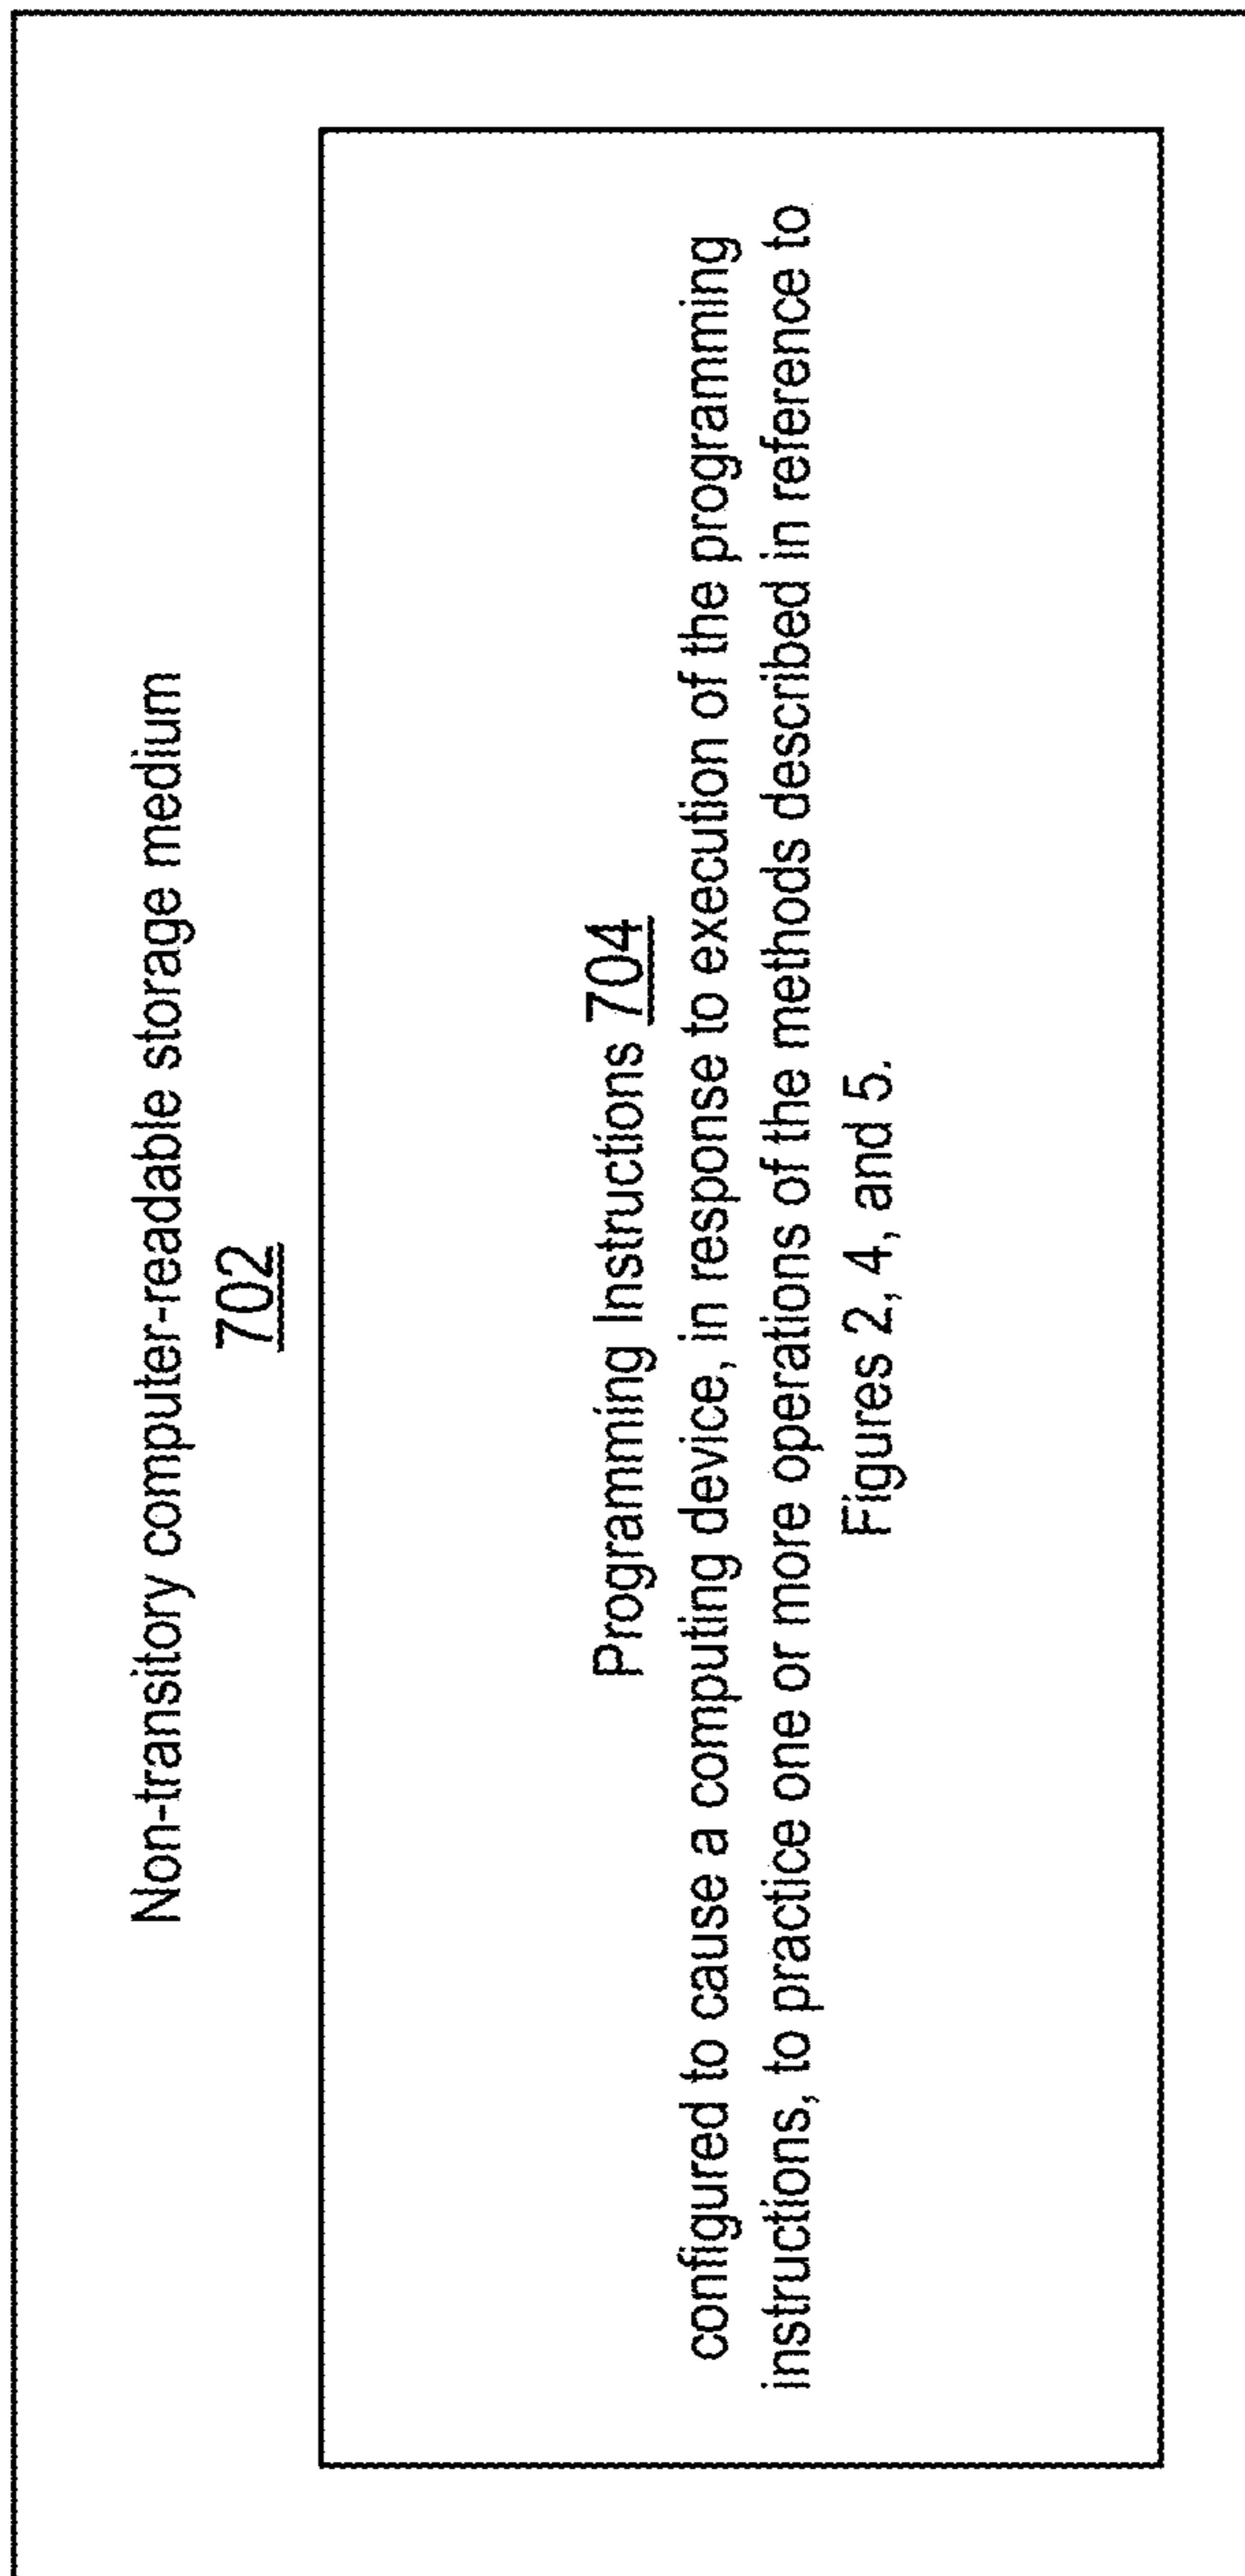 Non-transitory computer-readable storage medium
702
Programming Instructions 704
configured to cause a computing device, in response to execution of the programming
instructions, to practice one or more operations of the methods described in reference to
Figures 2, 4, and 5.